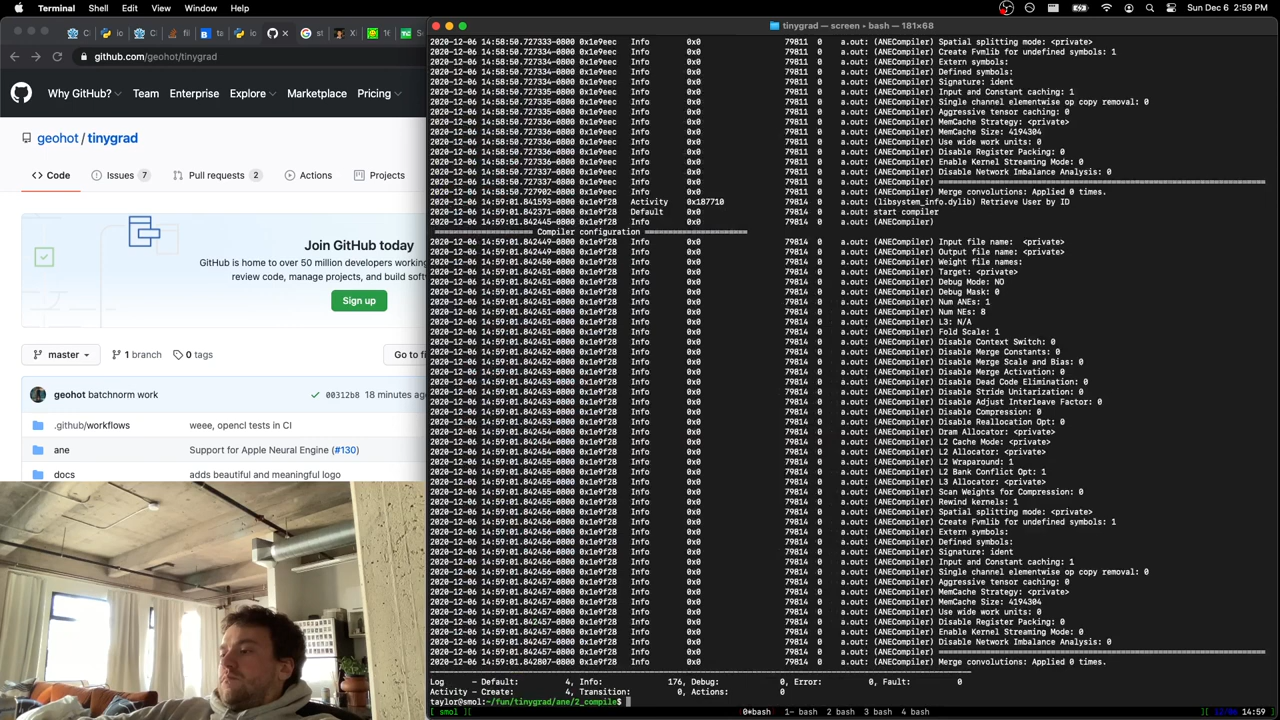 Terminal Shell Edit View Window Help
Sun Dec 6 2:59 PM
github.com/geohot/tinygrad
Why GitHub? Team Enterprise Explore Marketplace Pricing
geohot / tinygrad
Code Issues 7 Pull requests 2 Actions Projects
Join GitHub today
GitHub is home to over 50 million developers working
review code, manage projects, and build soft
Sign up
master 1 branch 0 tags Go to fi
geohot batchnorm work 00312b8 18 minutes ago
.github/workflows weee, opencl tests in CI
ane Support for Apple Neural Engine (#130)
docs adds beautiful and meaningful logo
tinygrad — screen ▸ bash — 181×68
2020-12-06 14:58:50.727333-0800 0x1e9eec Info 0x0 79811 0 a.out: (ANECompiler) Spatial splitting mode: <private>
2020-12-06 14:58:50.727333-0800 0x1e9eec Info 0x0 79811 0 a.out: (ANECompiler) Create Fvmlib for undefined symbols: 1
2020-12-06 14:58:50.727334-0800 0x1e9eec Info 0x0 79811 0 a.out: (ANECompiler) Extern symbols:
2020-12-06 14:58:50.727334-0800 0x1e9eec Info 0x0 79811 0 a.out: (ANECompiler) Defined symbols:
2020-12-06 14:58:50.727334-0800 0x1e9eec Info 0x0 79811 0 a.out: (ANECompiler) Signature: ident
2020-12-06 14:58:50.727335-0800 0x1e9eec Info 0x0 79811 0 a.out: (ANECompiler) Input and Constant caching: 1
2020-12-06 14:58:50.727335-0800 0x1e9eec Info 0x0 79811 0 a.out: (ANECompiler) Single channel elementwise op copy removal: 0
2020-12-06 14:58:50.727335-0800 0x1e9eec Info 0x0 79811 0 a.out: (ANECompiler) Aggressive tensor caching: 0
2020-12-06 14:58:50.727336-0800 0x1e9eec Info 0x0 79811 0 a.out: (ANECompiler) MemCache Strategy: <private>
2020-12-06 14:58:50.727336-0800 0x1e9eec Info 0x0 79811 0 a.out: (ANECompiler) MemCache Size: 4194304
2020-12-06 14:58:50.727336-0800 0x1e9eec Info 0x0 79811 0 a.out: (ANECompiler) Use wide work units: 0
2020-12-06 14:58:50.727336-0800 0x1e9eec Info 0x0 79811 0 a.out: (ANECompiler) Disable Register Packing: 0
2020-12-06 14:58:50.727336-0800 0x1e9eec Info 0x0 79811 0 a.out: (ANECompiler) Enable Kernel Streaming Mode: 0
2020-12-06 14:58:50.727337-0800 0x1e9eec Info 0x0 79811 0 a.out: (ANECompiler) Disable Network Imbalance Analysis: 0
2020-12-06 14:58:50.727337-0800 0x1e9eec Info 0x0 79811 0 a.out: (ANECompiler) ================================================================
2020-12-06 14:58:50.727902-0800 0x1e9eec Info 0x0 79811 0 a.out: (ANECompiler) Merge convolutions: Applied 0 times.
2020-12-06 14:59:01.841593-0800 0x1e9f28 Activity 0x187710 79814 0 a.out: (libsystem_info.dylib) Retrieve User by ID
2020-12-06 14:59:01.842371-0800 0x1e9f28 Default 0x0 79814 0 a.out: start compiler
2020-12-06 14:59:01.842445-0800 0x1e9f28 Info 0x0 79814 0 a.out: (ANECompiler)
===================== Compiler configuration ======================
2020-12-06 14:59:01.842449-0800 0x1e9f28 Info 0x0 79814 0 a.out: (ANECompiler) Input file name: <private>
2020-12-06 14:59:01.842449-0800 0x1e9f28 Info 0x0 79814 0 a.out: (ANECompiler) Output file name: <private>
2020-12-06 14:59:01.842450-0800 0x1e9f28 Info 0x0 79814 0 a.out: (ANECompiler) Weight file names:
2020-12-06 14:59:01.842451-0800 0x1e9f28 Info 0x0 79814 0 a.out: (ANECompiler) Target: <private>
2020-12-06 14:59:01.842451-0800 0x1e9f28 Info 0x0 79814 0 a.out: (ANECompiler) Debug Mode: NO
2020-12-06 14:59:01.842451-0800 0x1e9f28 Info 0x0 79814 0 a.out: (ANECompiler) Debug Mask: 0
2020-12-06 14:59:01.842451-0800 0x1e9f28 Info 0x0 79814 0 a.out: (ANECompiler) Num ANEs: 1
2020-12-06 14:59:01.842451-0800 0x1e9f28 Info 0x0 79814 0 a.out: (ANECompiler) Num NEs: 8
2020-12-06 14:59:01.842451-0800 0x1e9f28 Info 0x0 79814 0 a.out: (ANECompiler) L3: N/A
2020-12-06 14:59:01.842451-0800 0x1e9f28 Info 0x0 79814 0 a.out: (ANECompiler) Fold Scale: 1
2020-12-06 14:59:01.842451-0800 0x1e9f28 Info 0x0 79814 0 a.out: (ANECompiler) Disable Context Switch: 0
2020-12-06 14:59:01.842452-0800 0x1e9f28 Info 0x0 79814 0 a.out: (ANECompiler) Disable Merge Constants: 0
2020-12-06 14:59:01.842452-0800 0x1e9f28 Info 0x0 79814 0 a.out: (ANECompiler) Disable Merge Scale and Bias: 0
2020-12-06 14:59:01.842453-0800 0x1e9f28 Info 0x0 79814 0 a.out: (ANECompiler) Disable Merge Activation: 0
2020-12-06 14:59:01.842453-0800 0x1e9f28 Info 0x0 79814 0 a.out: (ANECompiler) Disable Dead Code Elimination: 0
2020-12-06 14:59:01.842453-0800 0x1e9f28 Info 0x0 79814 0 a.out: (ANECompiler) Disable Stride Unitarization: 0
2020-12-06 14:59:01.842453-0800 0x1e9f28 Info 0x0 79814 0 a.out: (ANECompiler) Disable Adjust Interleave Factor: 0
2020-12-06 14:59:01.842453-0800 0x1e9f28 Info 0x0 79814 0 a.out: (ANECompiler) Disable Compression: 0
2020-12-06 14:59:01.842453-0800 0x1e9f28 Info 0x0 79814 0 a.out: (ANECompiler) Disable Reallocation Opt: 0
2020-12-06 14:59:01.842454-0800 0x1e9f28 Info 0x0 79814 0 a.out: (ANECompiler) Dram Allocator: <private>
2020-12-06 14:59:01.842454-0800 0x1e9f28 Info 0x0 79814 0 a.out: (ANECompiler) L2 Cache Mode: <private>
2020-12-06 14:59:01.842454-0800 0x1e9f28 Info 0x0 79814 0 a.out: (ANECompiler) L2 Allocator: <private>
2020-12-06 14:59:01.842455-0800 0x1e9f28 Info 0x0 79814 0 a.out: (ANECompiler) L2 Wraparound: 1
2020-12-06 14:59:01.842455-0800 0x1e9f28 Info 0x0 79814 0 a.out: (ANECompiler) L2 Bank Conflict Opt: 1
2020-12-06 14:59:01.842455-0800 0x1e9f28 Info 0x0 79814 0 a.out: (ANECompiler) L3 Allocator: <private>
2020-12-06 14:59:01.842455-0800 0x1e9f28 Info 0x0 79814 0 a.out: (ANECompiler) Scan Weights for Compression: 0
2020-12-06 14:59:01.842455-0800 0x1e9f28 Info 0x0 79814 0 a.out: (ANECompiler) Rewind kernels: 1
2020-12-06 14:59:01.842456-0800 0x1e9f28 Info 0x0 79814 0 a.out: (ANECompiler) Spatial splitting mode: <private>
2020-12-06 14:59:01.842456-0800 0x1e9f28 Info 0x0 79814 0 a.out: (ANECompiler) Create Fvmlib for undefined symbols: 1
2020-12-06 14:59:01.842456-0800 0x1e9f28 Info 0x0 79814 0 a.out: (ANECompiler) Extern symbols:
2020-12-06 14:59:01.842456-0800 0x1e9f28 Info 0x0 79814 0 a.out: (ANECompiler) Defined symbols:
2020-12-06 14:59:01.842456-0800 0x1e9f28 Info 0x0 79814 0 a.out: (ANECompiler) Signature: ident
2020-12-06 14:59:01.842456-0800 0x1e9f28 Info 0x0 79814 0 a.out: (ANECompiler) Input and Constant caching: 1
2020-12-06 14:59:01.842456-0800 0x1e9f28 Info 0x0 79814 0 a.out: (ANECompiler) Single channel elementwise op copy removal: 0
2020-12-06 14:59:01.842457-0800 0x1e9f28 Info 0x0 79814 0 a.out: (ANECompiler) Aggressive tensor caching: 0
2020-12-06 14:59:01.842457-0800 0x1e9f28 Info 0x0 79814 0 a.out: (ANECompiler) MemCache Strategy: <private>
2020-12-06 14:59:01.842457-0800 0x1e9f28 Info 0x0 79814 0 a.out: (ANECompiler) MemCache Size: 4194304
2020-12-06 14:59:01.842457-0800 0x1e9f28 Info 0x0 79814 0 a.out: (ANECompiler) Use wide work units: 0
2020-12-06 14:59:01.842457-0800 0x1e9f28 Info 0x0 79814 0 a.out: (ANECompiler) Disable Register Packing: 0
2020-12-06 14:59:01.842457-0800 0x1e9f28 Info 0x0 79814 0 a.out: (ANECompiler) Enable Kernel Streaming Mode: 0
2020-12-06 14:59:01.842457-0800 0x1e9f28 Info 0x0 79814 0 a.out: (ANECompiler) Disable Network Imbalance Analysis: 0
2020-12-06 14:59:01.842457-0800 0x1e9f28 Info 0x0 79814 0 a.out: (ANECompiler) ================================================================
2020-12-06 14:59:01.842807-0800 0x1e9f28 Info 0x0 79814 0 a.out: (ANECompiler) Merge convolutions: Applied 0 times.
Log - Default: 4, Info: 176, Debug: 0, Error: 0, Fault: 0
Activity - Create: 4, Transition: 0, Actions: 0
taylor@smol:~/fun/tinygrad/ane/2_compile$
[ smol ][ 0*bash 1- bash 2 bash 3 bash 4 bash ][ 14:59